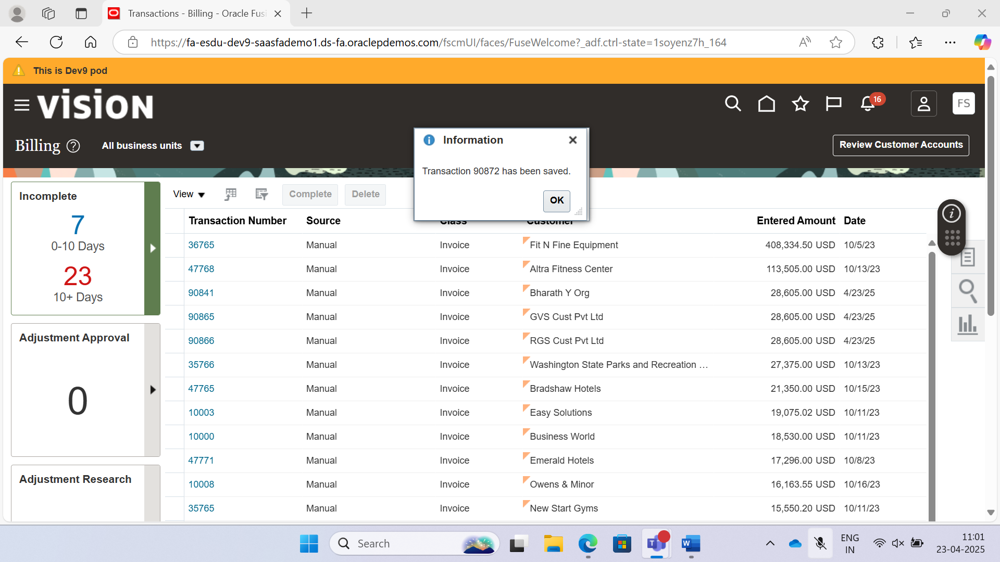 Transactions - Billing - Oracle Fusi
https://fa-esdu-dev9-saasfademo1.ds-fa.oraclepdemos.com/fscmUI/faces/FuseWelcome?_adf.ctrl-state=1soyenz7h_164
This is Dev9 pod
VISION
16
FS
Billing
All business units
Review Customer Accounts
Information
Transaction 90872 has been saved.
OK
Incomplete
7
0-10 Days
23
10+ Days
Adjustment Approval
0
Adjustment Research
View Complete Delete
Transaction Number Source Class Customer Entered Amount Date
36765 Manual Invoice Fit N Fine Equipment 408,334.50 USD 10/5/23
47768 Manual Invoice Altra Fitness Center 113,505.00 USD 10/13/23
90841 Manual Invoice Bharath Y Org 28,605.00 USD 4/23/25
90865 Manual Invoice GVS Cust Pvt Ltd 28,605.00 USD 4/23/25
90866 Manual Invoice RGS Cust Pvt Ltd 28,605.00 USD 4/23/25
35766 Manual Invoice Washington State Parks and Recreation ... 27,375.00 USD 10/13/23
47765 Manual Invoice Bradshaw Hotels 21,350.00 USD 10/15/23
10003 Manual Invoice Easy Solutions 19,075.02 USD 10/11/23
10000 Manual Invoice Business World 18,530.00 USD 10/11/23
47771 Manual Invoice Emerald Hotels 17,296.00 USD 10/8/23
10008 Manual Invoice Owens & Minor 16,163.55 USD 10/16/23
35765 Manual Invoice New Start Gyms 15,550.20 USD 10/11/23
Search
ENG
IN
11:01
23-04-2025